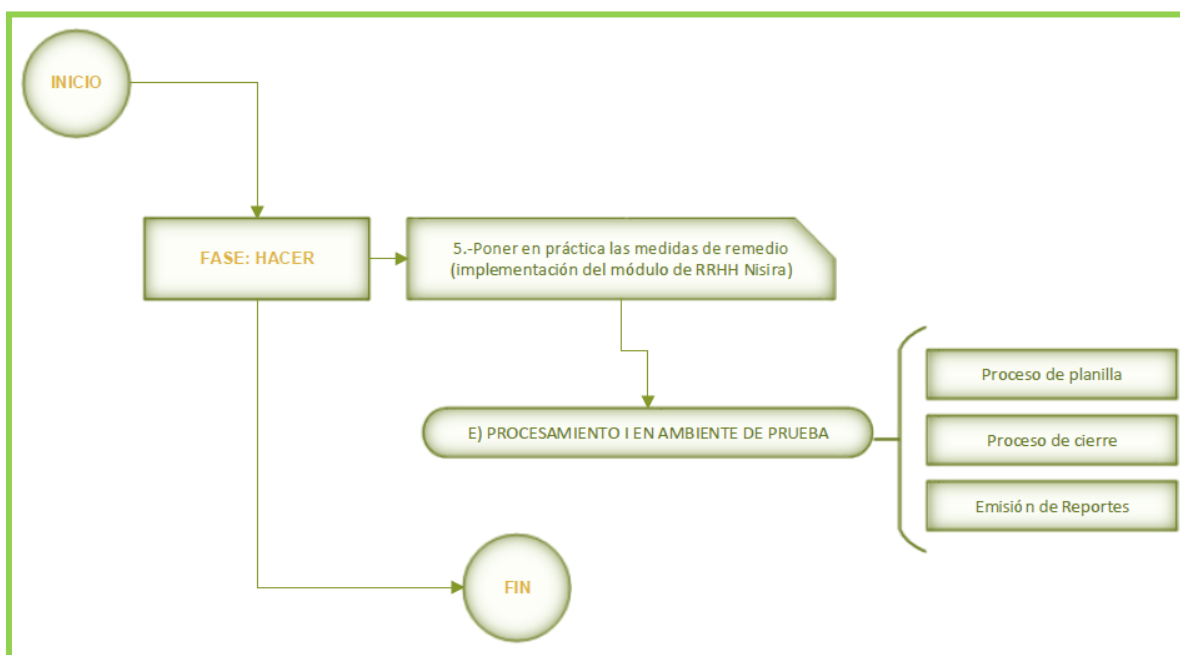 INICIO
FASE: HACER
5.-Poner en práctica las medidas de remedio
(implementación del módulo de RRHH Nisira)
E) PROCESAMIENTO I EN AMBIENTE DE PRUEBA
Proceso de planilla
Proceso de cierre
Emisión de Reportes
FIN